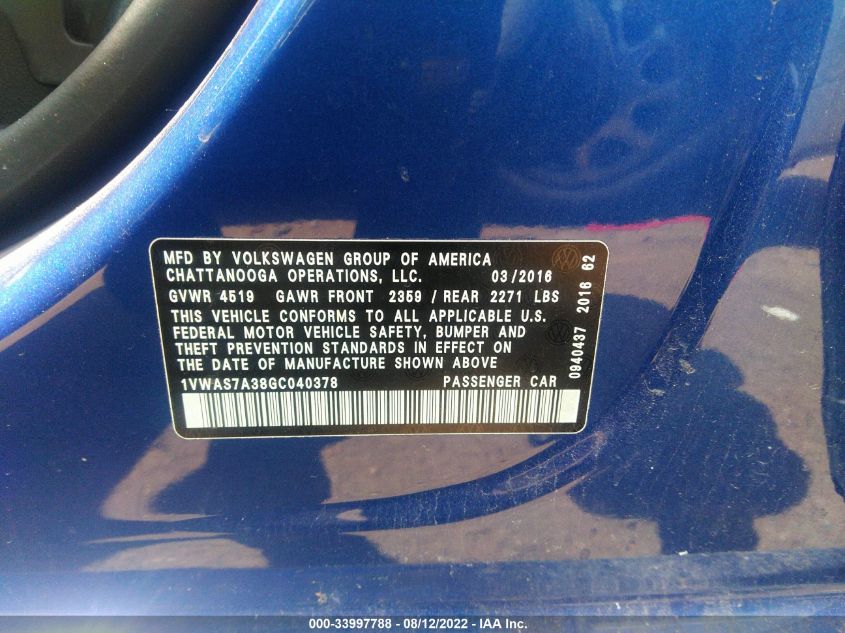 MFD BY VOLKSWAGEN GROUP OF AMERICA
CHATTANOOGA OPERATIONS, LLC. 03/2016
GVWR 4519 GAWR FRONT 2359 / REAR 2271 LBS
THIS VEHICLE CONFORMS TO ALL APPLICABLE U.S.
FEDERAL MOTOR VEHICLE SAFETY, BUMPER AND
THEFT PREVENTION STANDARDS IN EFFECT ON
THE DATE OF MANUFACTURE SHOWN ABOVE
1VWAS7A38GC040378 PASSENGER CAR
0940437 2016 62
000-33997788 - 08/12/2022 - IAA Inc.